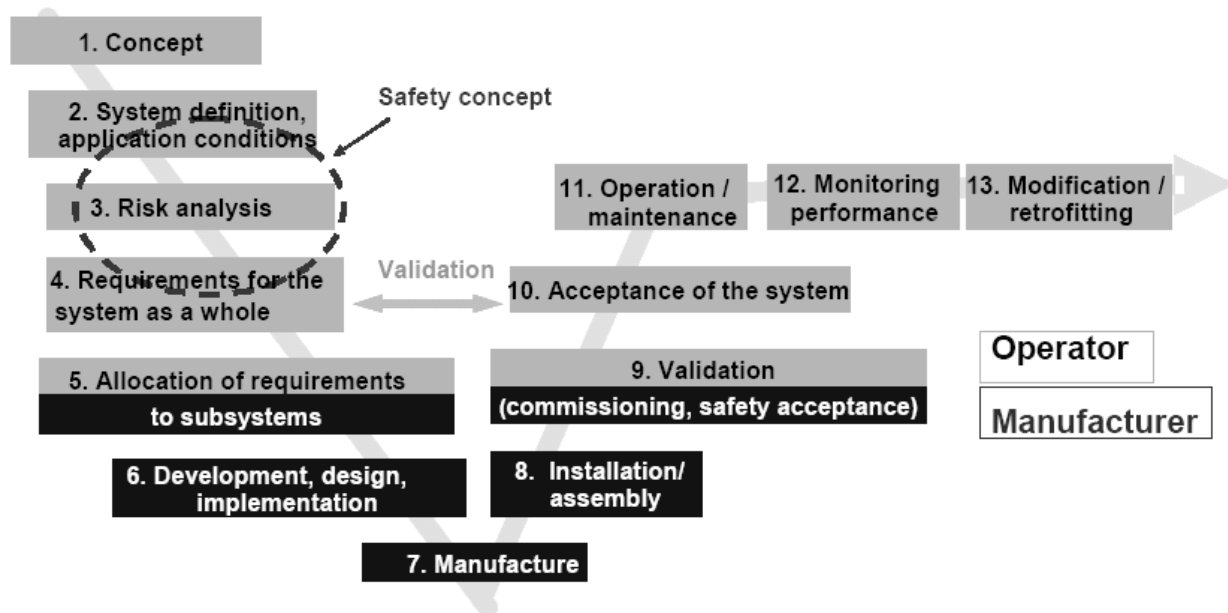 1. Concept
2. System definition,
application conditions
Safety concept
3. Risk analysis
4. Requirements for the
system as a whole
Validation
10. Acceptance of the system
11. Operation /
maintenance
12. Monitoring
performance
13. Modification /
retrofitting
5. Allocation of requirements
to subsystems
9. Validation
(commissioning, safety acceptance)
Operator
Manufacturer
6. Development, design,
implementation
8. Installation/
assembly
7. Manufacture